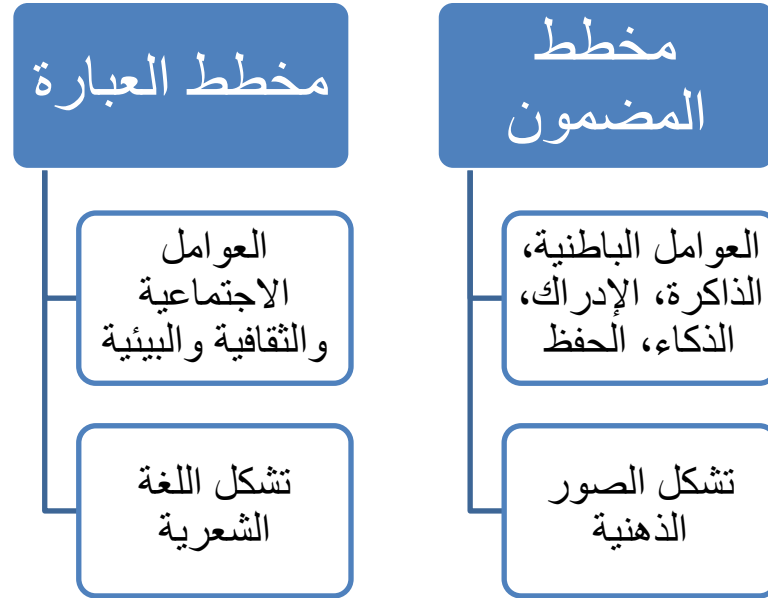 مخطط
المضمون
العوامل الباطنية،
الذاكرة، الإدراك،
الذكاء، الحفظ
تشكل الصور
الذهنية
مخطط العبارة
العوامل
الاجتماعية
والثقافية والبيئية
تشكل اللغة
الشعرية